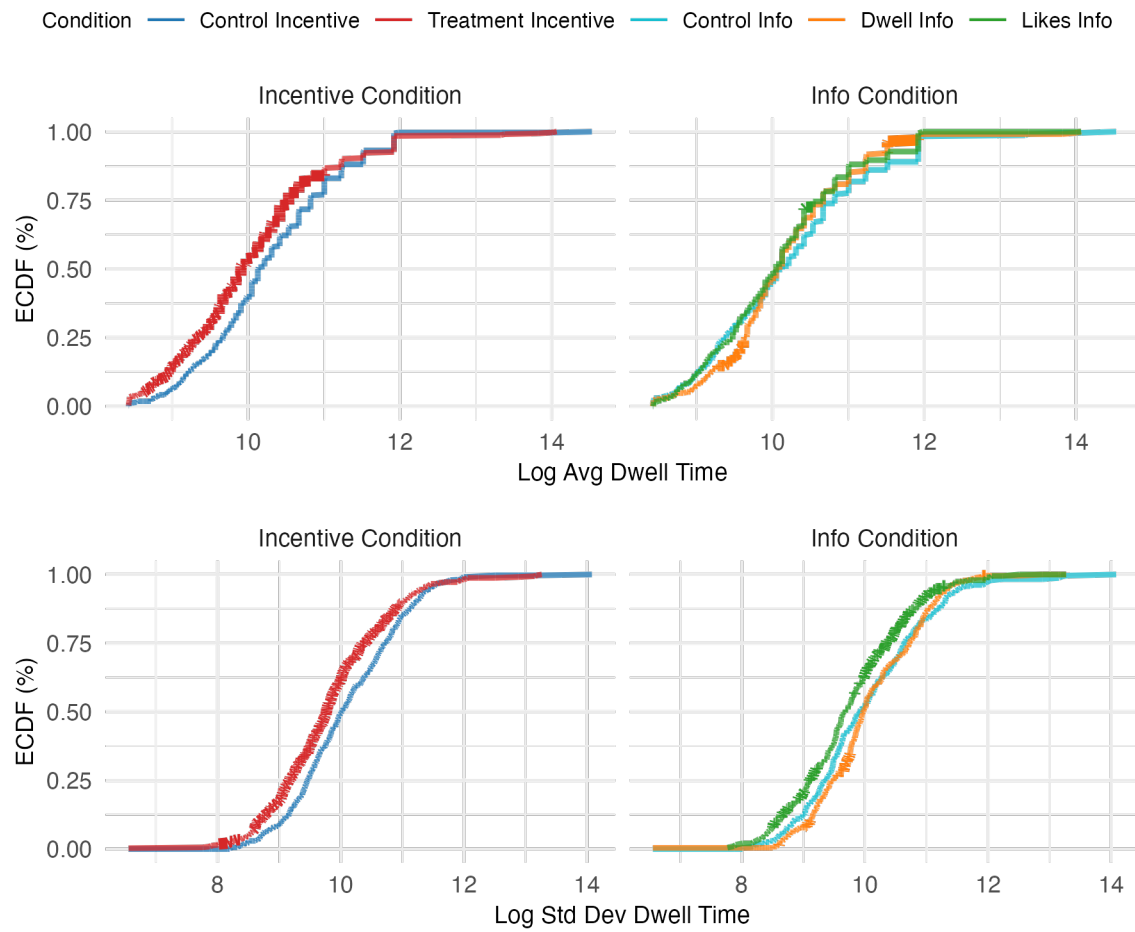 Condition Control Incentive Treatment Incentive Control Info Dwell Info Likes Info
Incentive Condition Info Condition
1.00
0.75
0.50
0.25
0.00
ECDF (%)
10 12 14 10 12 14
Log Avg Dwell Time
Incentive Condition Info Condition
1.00
0.75
0.50
0.25
0.00
ECDF (%)
8 10 12 14 8 10 12 14
Log Std Dev Dwell Time